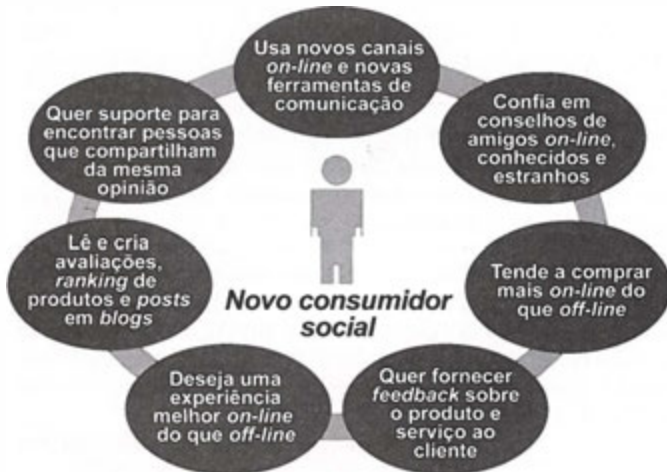 Usa novos canais
on-line e novas
ferramentas de
comunicação
Confia em
conselhos de
amigos on-line,
conhecidos e
estranhos
Tende a comprar
mais on-line do
que off-line
Quer fornecer
feedback sobre
o produto e
serviço ao
cliente
Deseja uma
experiência
melhor on-line
do que off-line
Lê e cria
avaliações,
ranking de
produtos e posts
em blogs
Quer suporte para
encontrar pessoas
que compartilham
da mesma
opinião
Novo consumidor
social